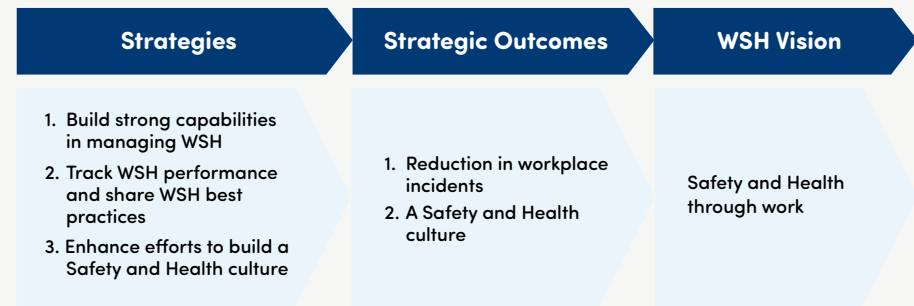 Strategies
Strategic Outcomes
WSH Vision
1. Build strong capabilities
in managing WSH
2. Track WSH performance
and share WSH best
practices
3. Enhance efforts to build a
Safety and Health culture
1. Reduction in workplace
incidents
2. A Safety and Health
culture
Safety and Health
through work